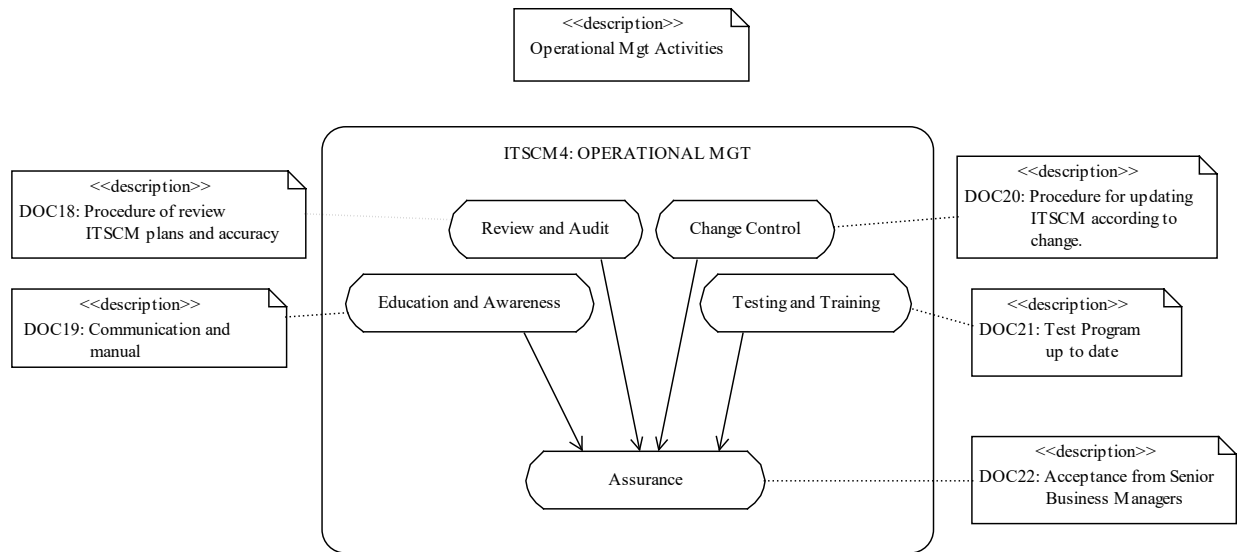 <<description>>
Operational Mgt Activities
ITSCM4: OPERATIONAL MGT
<<description>>
DOC18: Procedure of review
ITSCM plans and accuracy
Review and Audit
Change Control
<<description>>
DOC20: Procedure for updating
ITSCM according to
change.
<<description>>
DOC19: Communication and
manual
Education and Awareness
Testing and Training
<<description>>
DOC21: Test Program
up to date
Assurance
<<description>>
DOC22: Acceptance from Senior
Business Managers